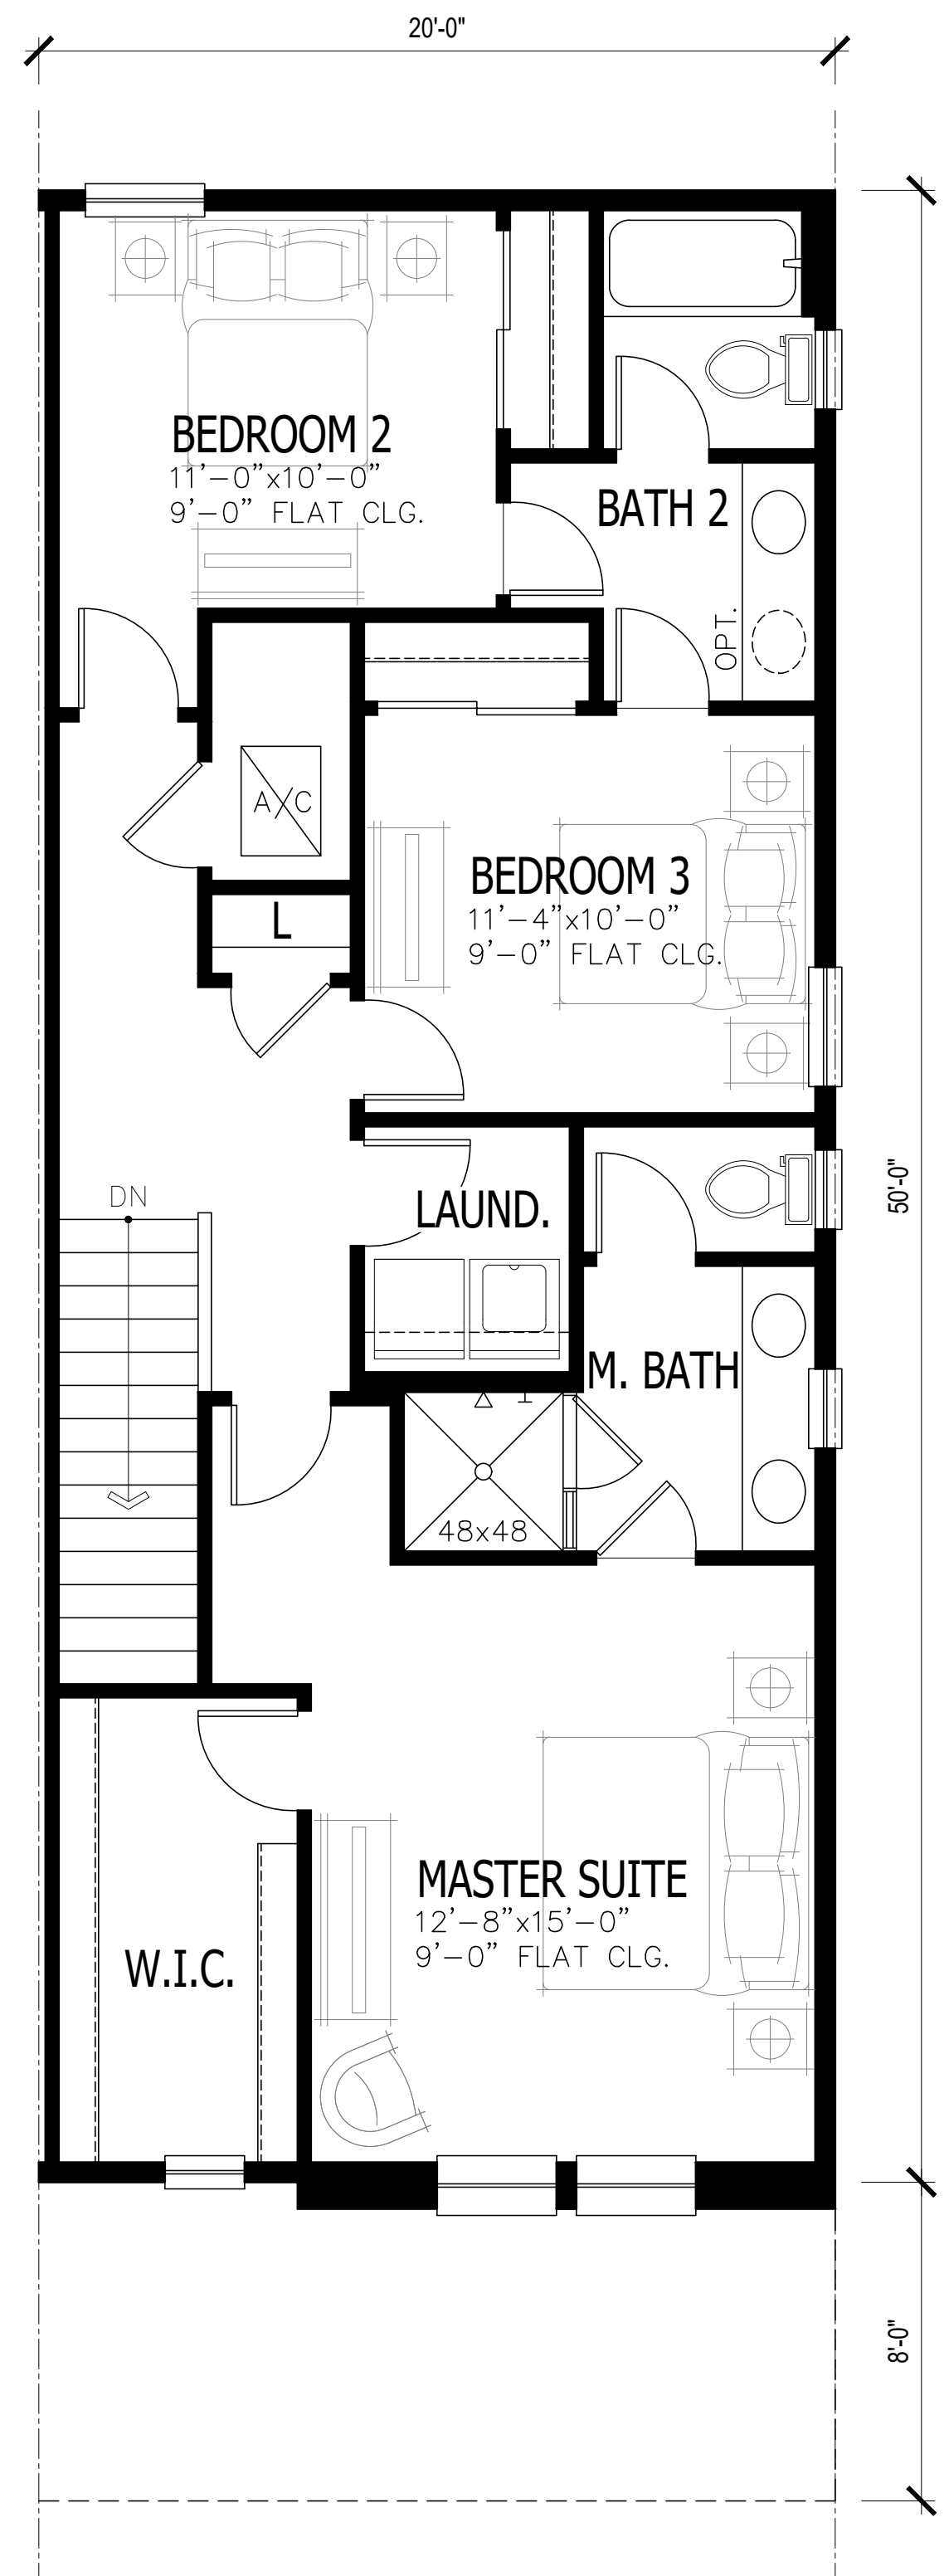 20'-0"
BEDROOM 2
11'-0"x10'-0"
9'-0" FLAT CLG.
BATH 2
OPT.
A/C
BEDROOM 3
11'-4"x10'-0"
9'-0" FLAT CLG.
L
50'-0"
DN
LAUND.
M. BATH
48x48
MASTER SUITE
12'-8"x15'-0"
9'-0" FLAT CLG.
W.I.C.
8'-0"